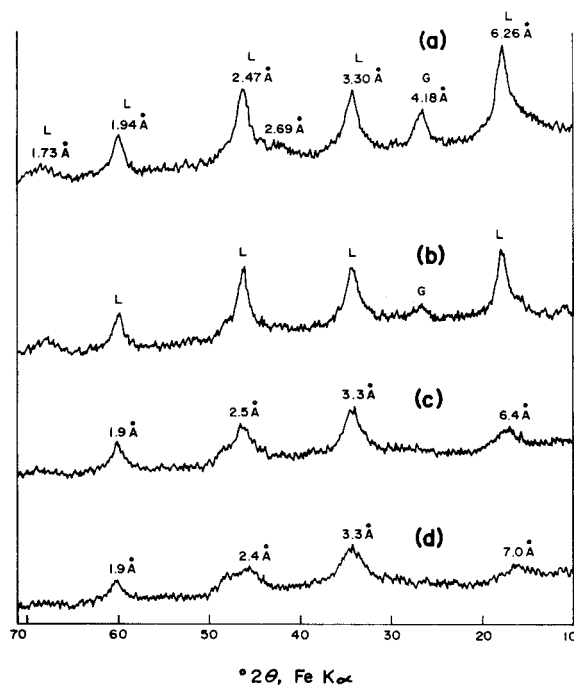 L
(a)
6.26 Å
L
2.47 Å
L
3.30 Å
G
4.18 Å
L
1.94 Å
2.69 Å
L
1.73 Å
L
L
L
(b)
L
G
3.3 Å
(c)
2.5 Å
1.9 Å
6.4 Å
3.3 Å
(d)
2.4 Å
7.0 Å
1.9 Å
70 60 50 40 30 20 10
°2θ, Fe Kα